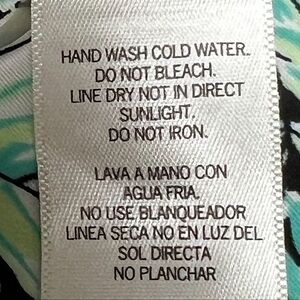 HAND WASH COLD WATER.
DO NOT BLEACH.
LINE DRY NOT IN DIRECT
SUNLIGHT.
DO NOT IRON.
LAVA A MANO CON
AGUA FRIA.
NO USE BLANQUEADOR
LINEA SECA NO EN LUZ DEL
SOL DIRECTA
NO PLANCHAR